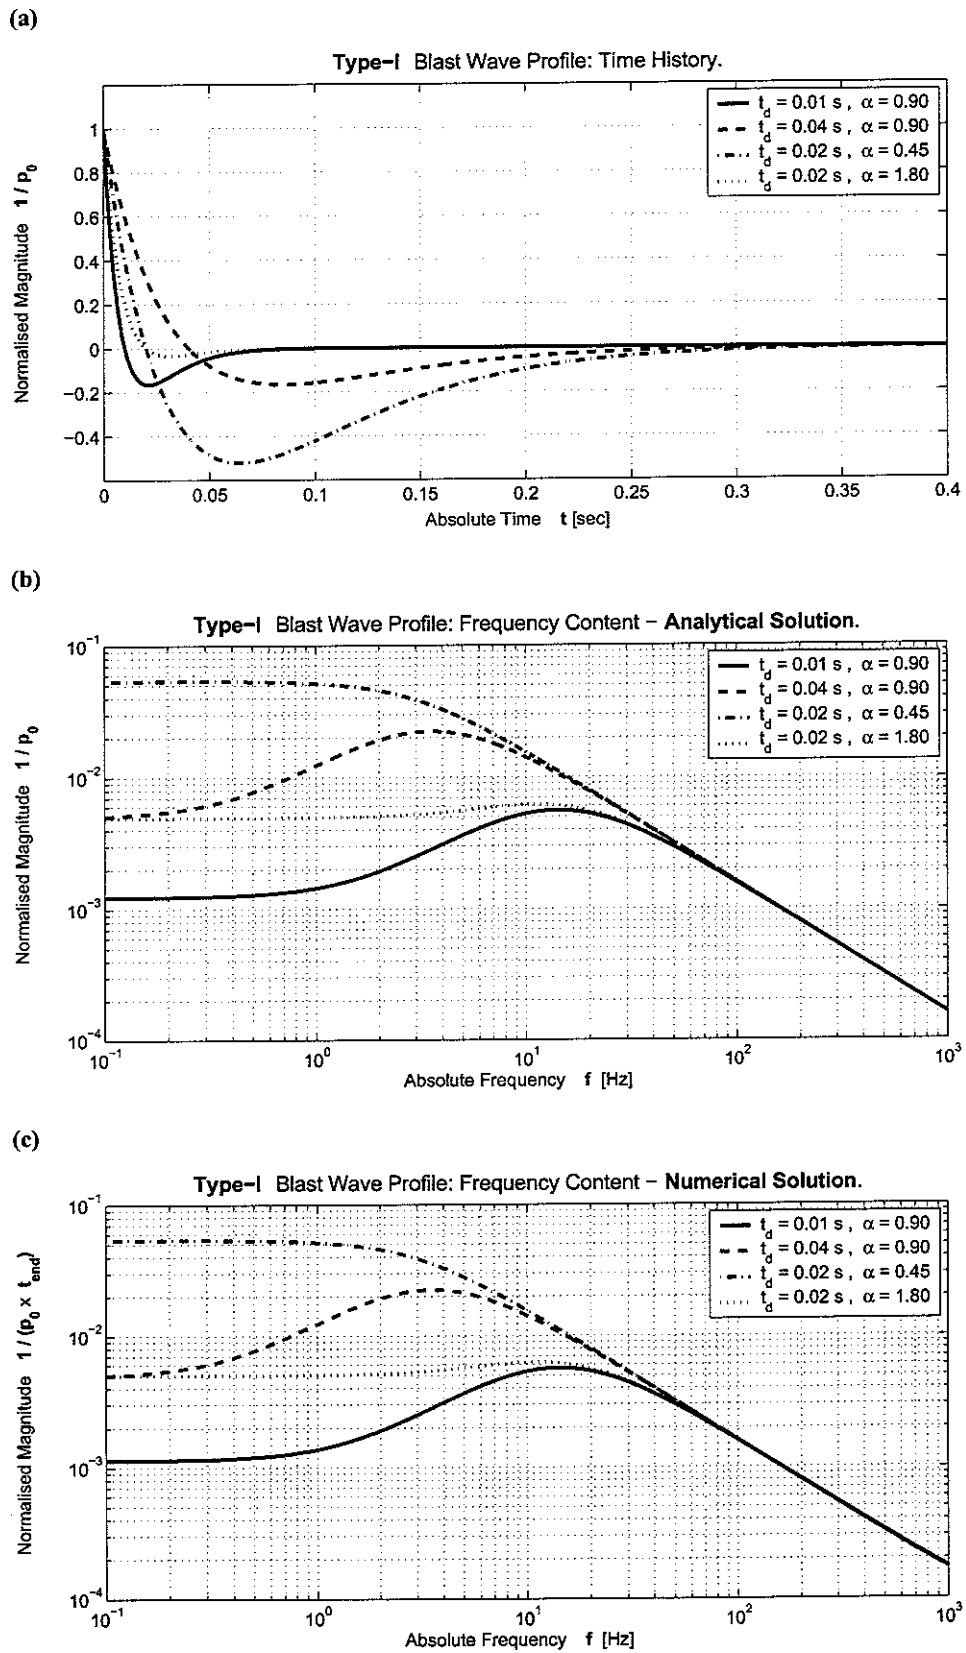 (a)
Type-I Blast Wave Profile: Time History.
t_d = 0.01 s , α = 0.90
t_d = 0.04 s , α = 0.90
t_d = 0.02 s , α = 0.45
t_d = 0.02 s , α = 1.80
Normalised Magnitude 1 / p_0
1
0.8
0.6
0.4
0.2
0
−0.2
−0.4
0 0.05 0.1 0.15 0.2 0.25 0.3 0.35 0.4
Absolute Time t [sec]
(b)
Type-I Blast Wave Profile: Frequency Content − Analytical Solution.
t_d = 0.01 s , α = 0.90
t_d = 0.04 s , α = 0.90
t_d = 0.02 s , α = 0.45
t_d = 0.02 s , α = 1.80
Normalised Magnitude 1 / p_0
10^−1
10^−2
10^−3
10^−4
10^−1 10^0 10^1 10^2 10^3
Absolute Frequency f [Hz]
(c)
Type-I Blast Wave Profile: Frequency Content − Numerical Solution.
t_d = 0.01 s , α = 0.90
t_d = 0.04 s , α = 0.90
t_d = 0.02 s , α = 0.45
t_d = 0.02 s , α = 1.80
Normalised Magnitude 1 / (p_0 × t_end)
10^−1
10^−2
10^−3
10^−4
10^−1 10^0 10^1 10^2 10^3
Absolute Frequency f [Hz]